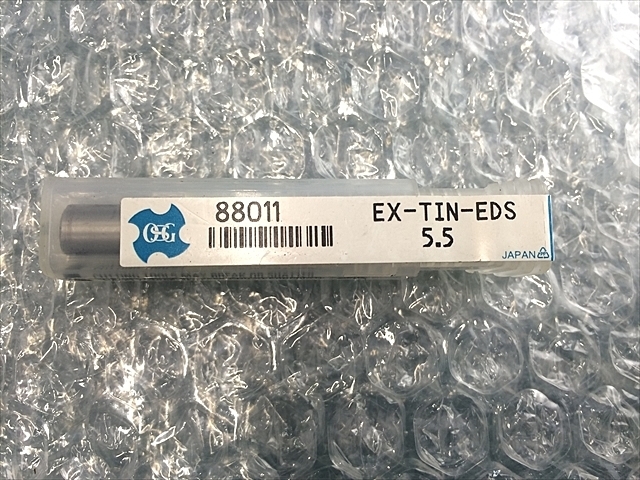 OSG
88011
EX-TIN-EDS
5.5
JAPAN